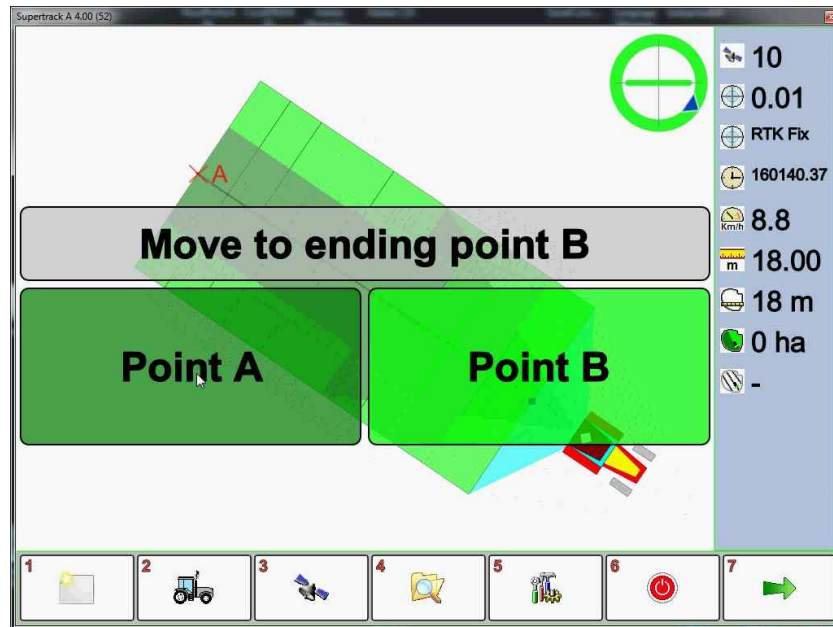 Supertrack A 4.00 (52)
10
0.01
RTK Fix
A
160140.37
Km/h
8.8
Move to ending point B
m
18.00
18 m
Point A
Point B
0 ha
-
1
2
3
4
5
6
7